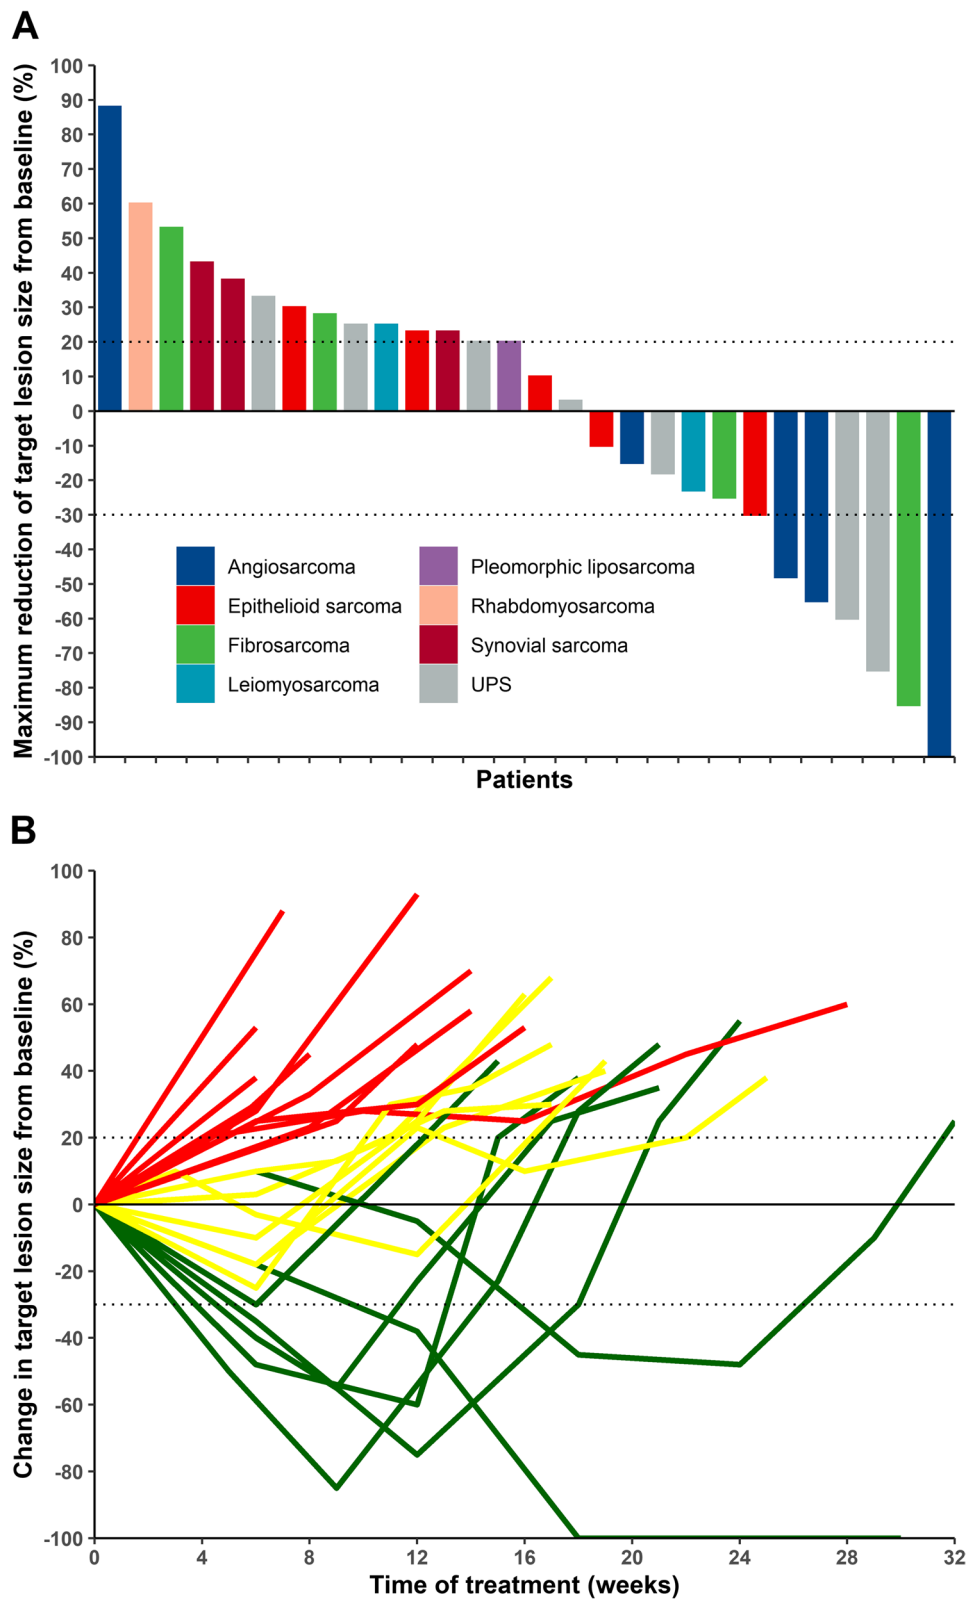 A
Maximum reduction of target lesion size from baseline (%)
100
90
80
70
60
50
40
30
20
10
0
-10
-20
-30
-40
-50
-60
-70
-80
-90
-100
Angiosarcoma
Epithelioid sarcoma
Fibrosarcoma
Leiomyosarcoma
Pleomorphic liposarcoma
Rhabdomyosarcoma
Synovial sarcoma
UPS
Patients
B
Change in target lesion size from baseline (%)
100
80
60
40
20
0
-20
-40
-60
-80
-100
0 4 8 12 16 20 24 28 32
Time of treatment (weeks)